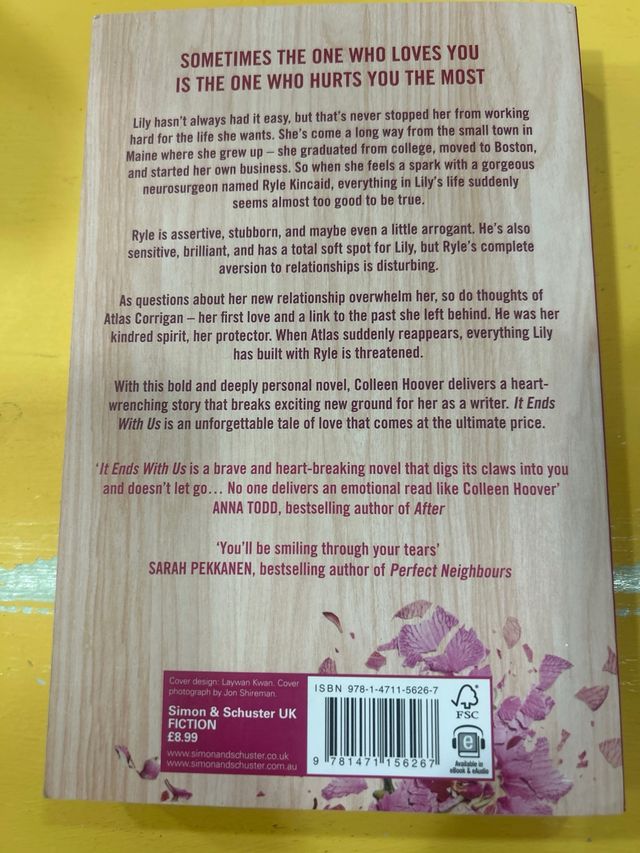 SOMETIMES THE ONE WHO LOVES YOU
IS THE ONE WHO HURTS YOU THE MOST
Lily hasn't always had it easy, but that's never stopped her from working
hard for the life she wants. She's come a long way from the small town in
Maine where she grew up – she graduated from college, moved to Boston,
and started her own business. So when she feels a spark with a gorgeous
neurosurgeon named Ryle Kincaid, everything in Lily's life suddenly
seems almost too good to be true.
Ryle is assertive, stubborn, and maybe even a little arrogant. He's also
sensitive, brilliant, and has a total soft spot for Lily, but Ryle's complete
aversion to relationships is disturbing.
As questions about her new relationship overwhelm her, so do thoughts of
Atlas Corrigan – her first love and a link to the past she left behind. He was her
kindred spirit, her protector. When Atlas suddenly reappears, everything Lily
has built with Ryle is threatened.
With this bold and deeply personal novel, Colleen Hoover delivers a heart-
wrenching story that breaks exciting new ground for her as a writer. It Ends
With Us is an unforgettable tale of love that comes at the ultimate price.
'It Ends With Us is a brave and heart-breaking novel that digs its claws into you
and doesn't let go… No one delivers an emotional read like Colleen Hoover'
ANNA TODD, bestselling author of After
'You'll be smiling through your tears'
SARAH PEKKANEN, bestselling author of Perfect Neighbours
Cover design: Laywan Kwan. Cover
photograph by Jon Shireman.
Simon & Schuster UK
FICTION
£8.99
www.simonandschuster.co.uk
www.simonandschuster.com.au
ISBN 978-1-4711-5626-7
9 781471 156267
FSC
e
Available in
eBook & eAudio